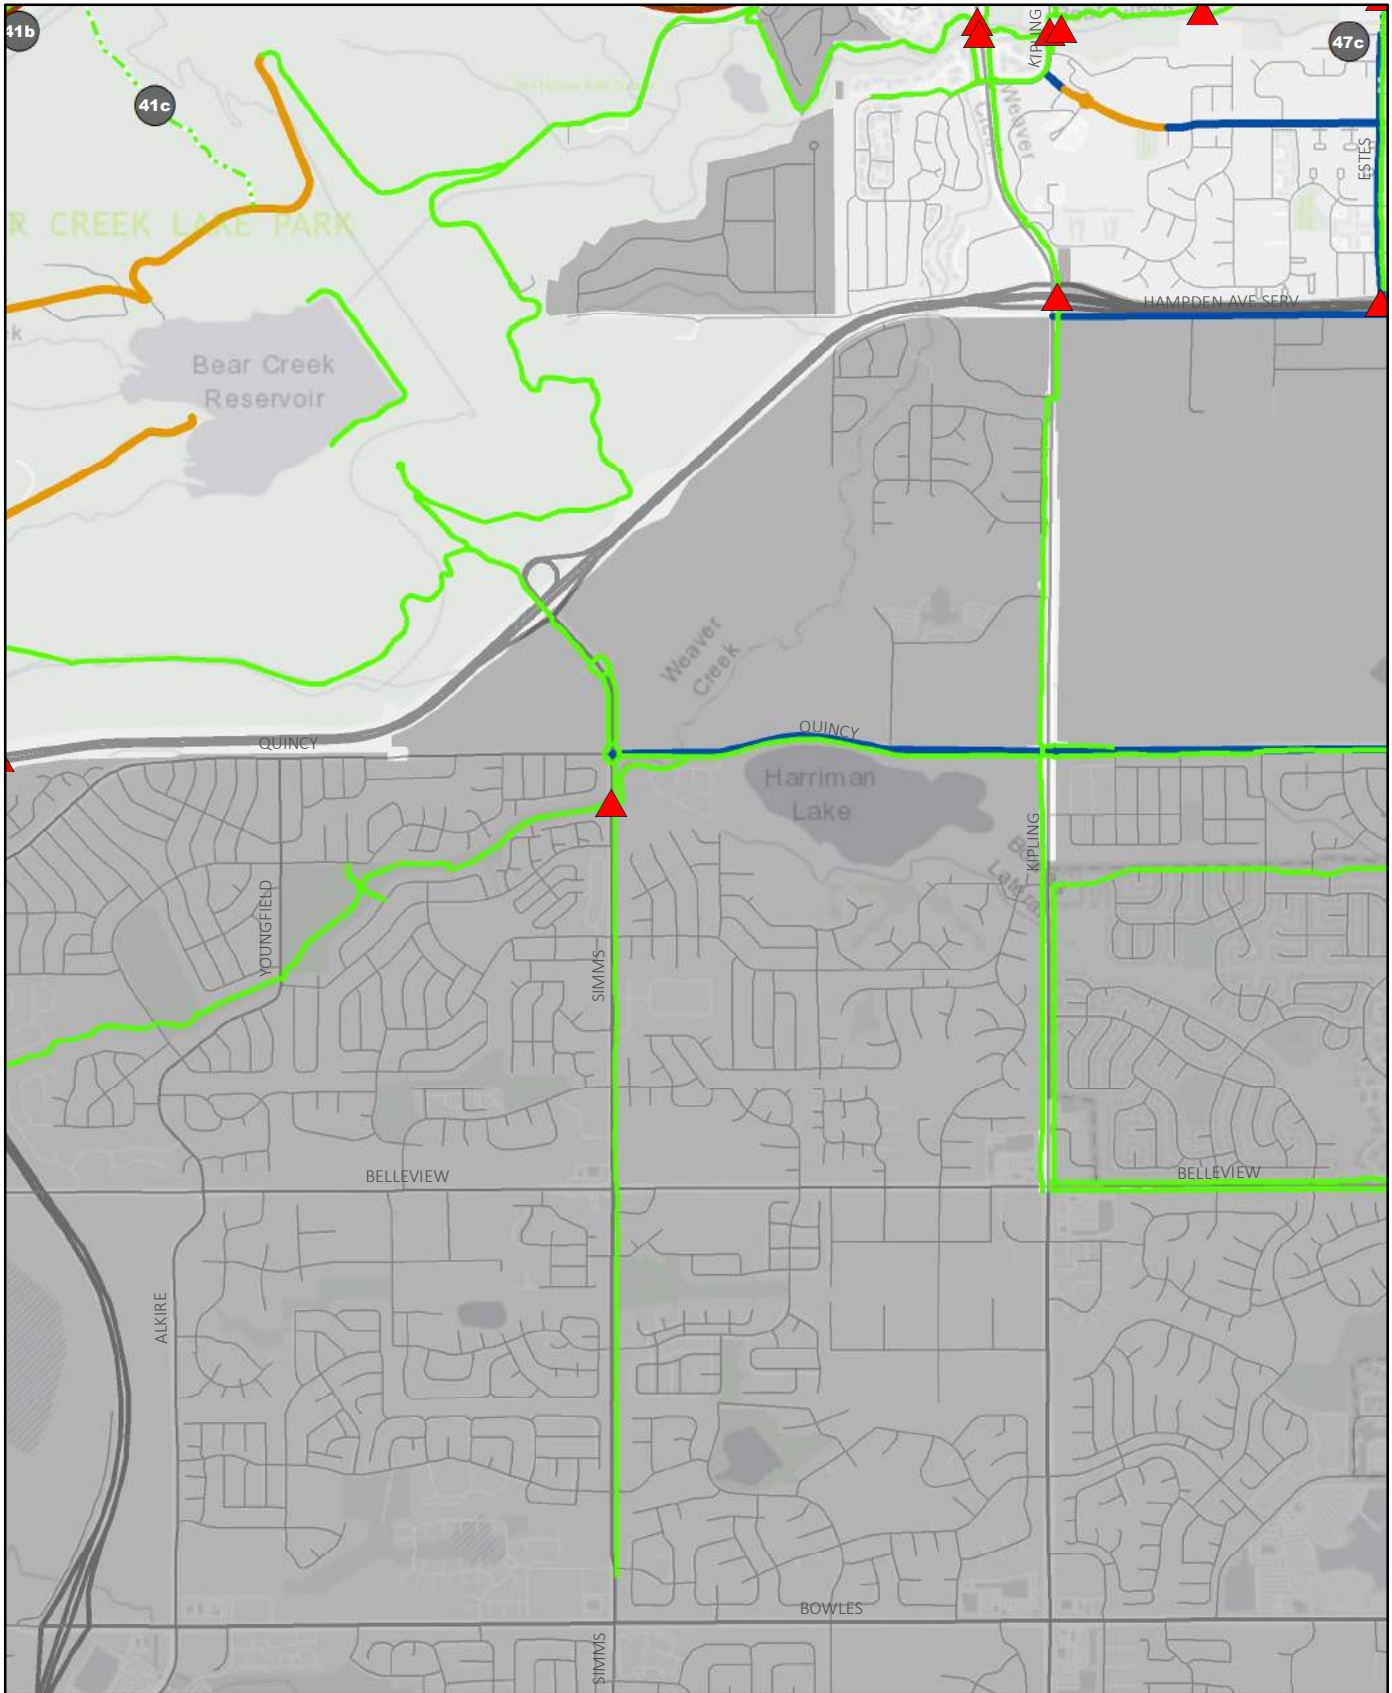 41b
41c
47c
KIPLING
Weaver
Creek
ESTES
R CREEK LAKE PARK
HAMPDEN AVE SERV
Bear Creek
Reservoir
Weaver
Creek
QUINCY
QUINCY
Harriman
Lake
KIPLING
YOUNGFIELD
SIMMS
BELLEVIEW
BELLEVIEW
ALKIRE
BOWLES
SIMMS